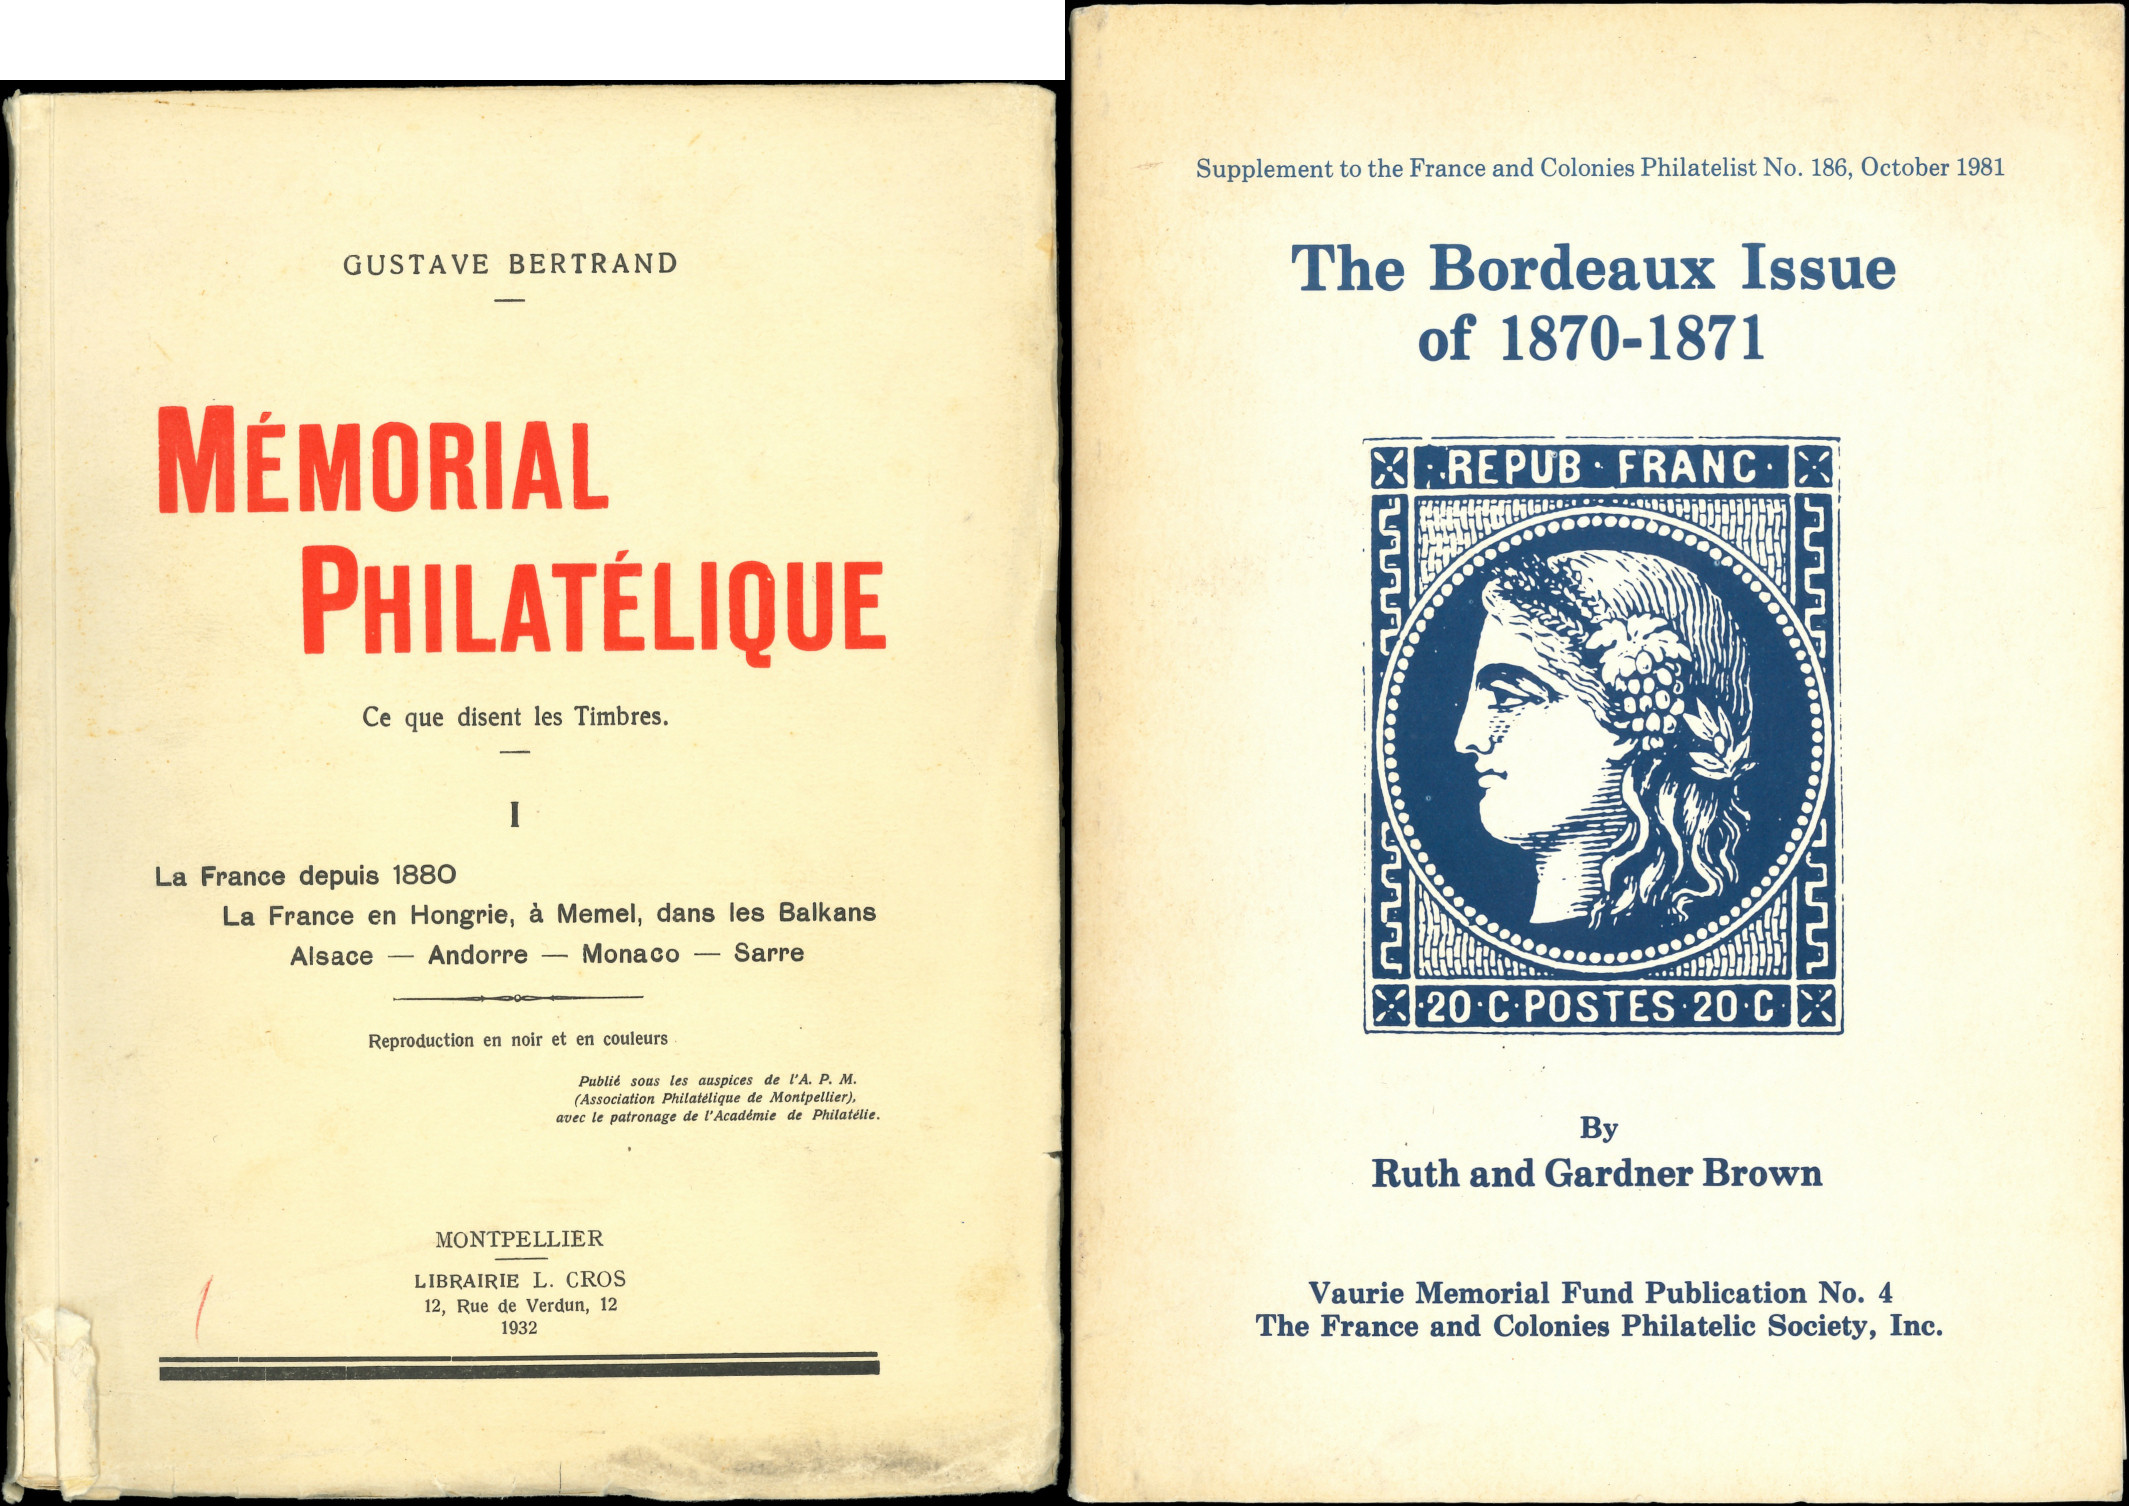 GUSTAVE BERTRAND
MÉMORIAL
PHILATÉLIQUE
Ce que disent les Timbres.
I
La France depuis 1880
La France en Hongrie, à Memel, dans les Balkans
Alsace — Andorre — Monaco — Sarre
Reproduction en noir et en couleurs
Publié sous les auspices de l'A. P. M.
(Association Philatélique de Montpellier),
avec le patronage de l'Académie de Philatélie.
MONTPELLIER
LIBRAIRIE L. CROS
12, Rue de Verdun, 12
1932
Supplement to the France and Colonies Philatelist No. 186, October 1981
The Bordeaux Issue
of 1870-1871
·REPUB · FRANC·
·20·C·POSTES·20·C·
By
Ruth and Gardner Brown
Vaurie Memorial Fund Publication No. 4
The France and Colonies Philatelic Society, Inc.